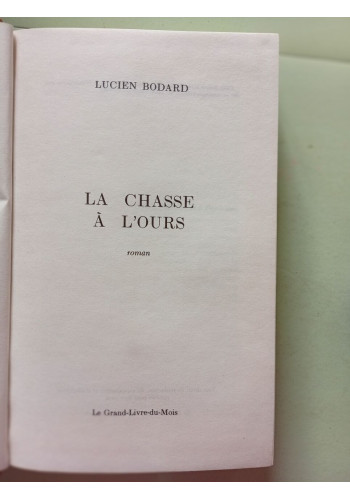 LUCIEN BODARD
LA CHASSE
À L'OURS
roman
Le Grand-Livre-du-Mois